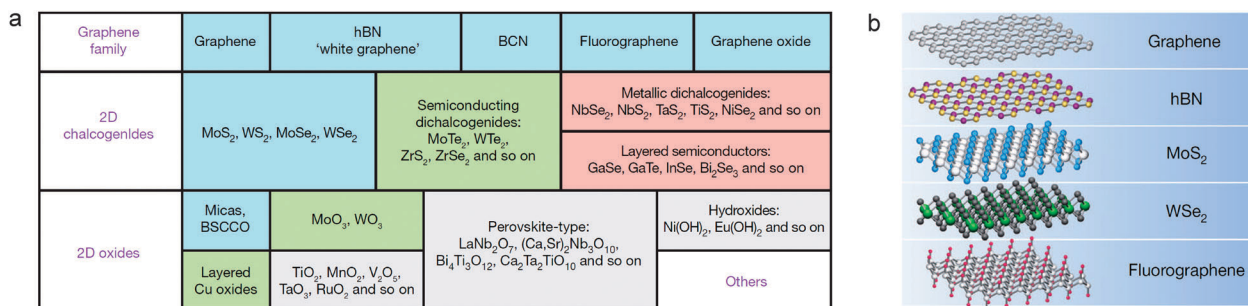 a
Graphene
family
Graphene
hBN
‘white graphene’
BCN
Fluorographene
Graphene oxide
2D
chalcogenides
MoS₂, WS₂, MoSe₂, WSe₂
Semiconducting
dichalcogenides:
MoTe₂, WTe₂,
ZrS₂, ZrSe₂ and so on
Metallic dichalcogenides:
NbSe₂, NbS₂, TaS₂, TiS₂, NiSe₂ and so on
Layered semiconductors:
GaSe, GaTe, InSe, Bi₂Se₃ and so on
2D oxides
Micas,
BSCCO
MoO₃, WO₃
Perovskite-type:
LaNb₂O₇, (Ca,Sr)₂Nb₃O₁₀,
Bi₄Ti₃O₁₂, Ca₂Ta₂TiO₁₀ and so on
Hydroxides:
Ni(OH)₂, Eu(OH)₂ and so on
Layered
Cu oxides
TiO₂, MnO₂, V₂O₅,
TaO₃, RuO₂ and so on
Others
b
Graphene
hBN
MoS₂
WSe₂
Fluorographene